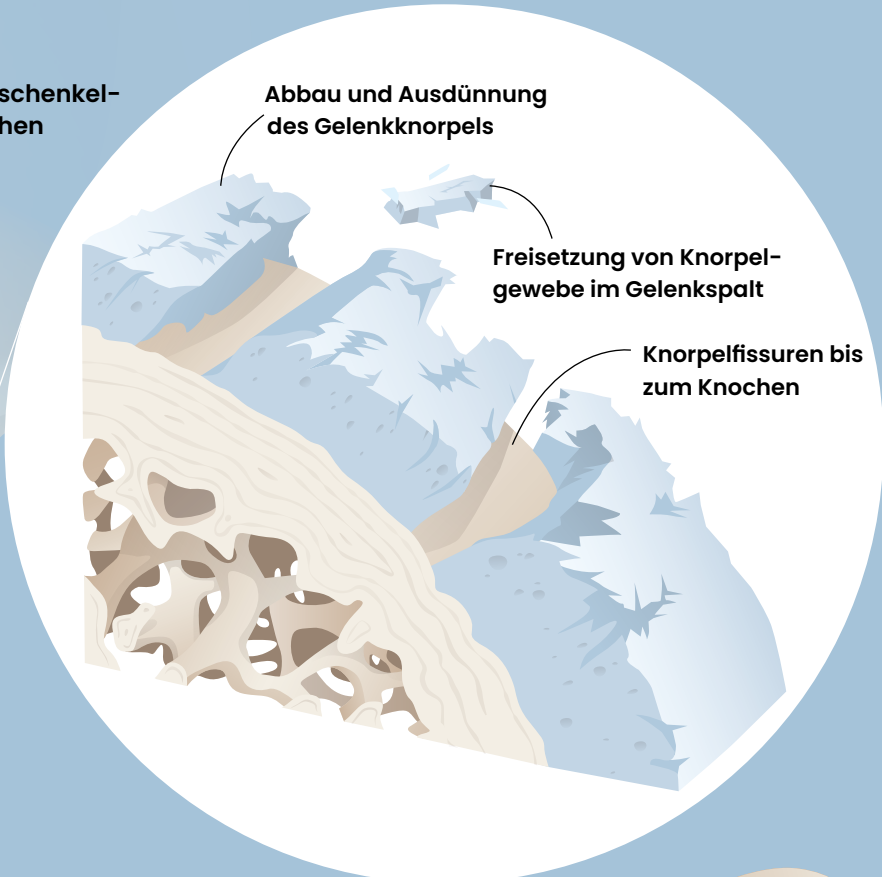 schenkel-
hen
Abbau und Ausdünnung
des Gelenkknorpels
Freisetzung von Knorpel-
gewebe im Gelenkspalt
Knorpelfissuren bis
zum Knochen